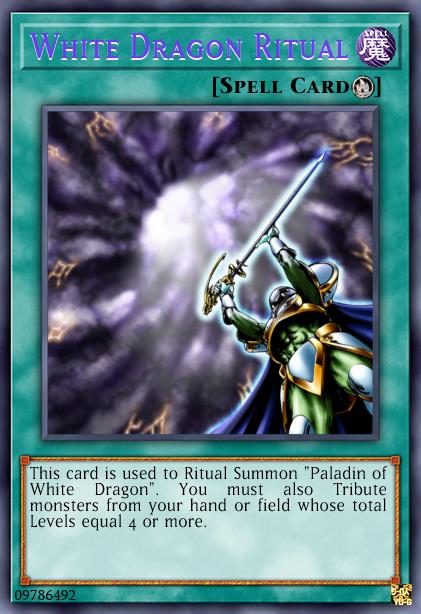 White Dragon Ritual
SPELL
魔
[Spell Card]
This card is used to Ritual Summon "Paladin of
White Dragon". You must also Tribute
monsters from your hand or field whose total
Levels equal 4 or more.
09786492